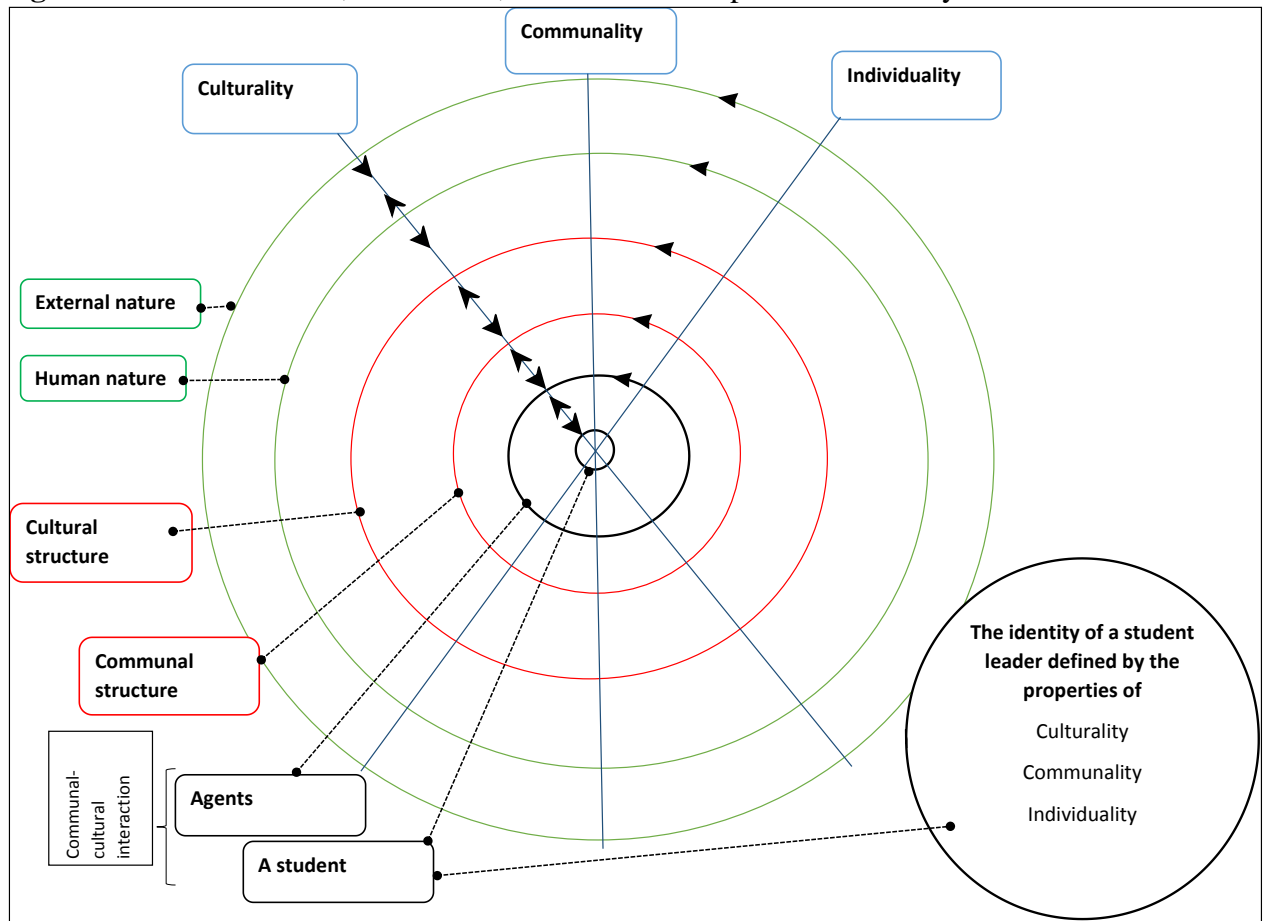 Communality
Culturality
Individuality
External nature
Human nature
Cultural
structure
Communal
structure
Communal-
cultural
interaction
Agents
A student
The identity of a student
leader defined by the
properties of
Culturality
Communality
Individuality